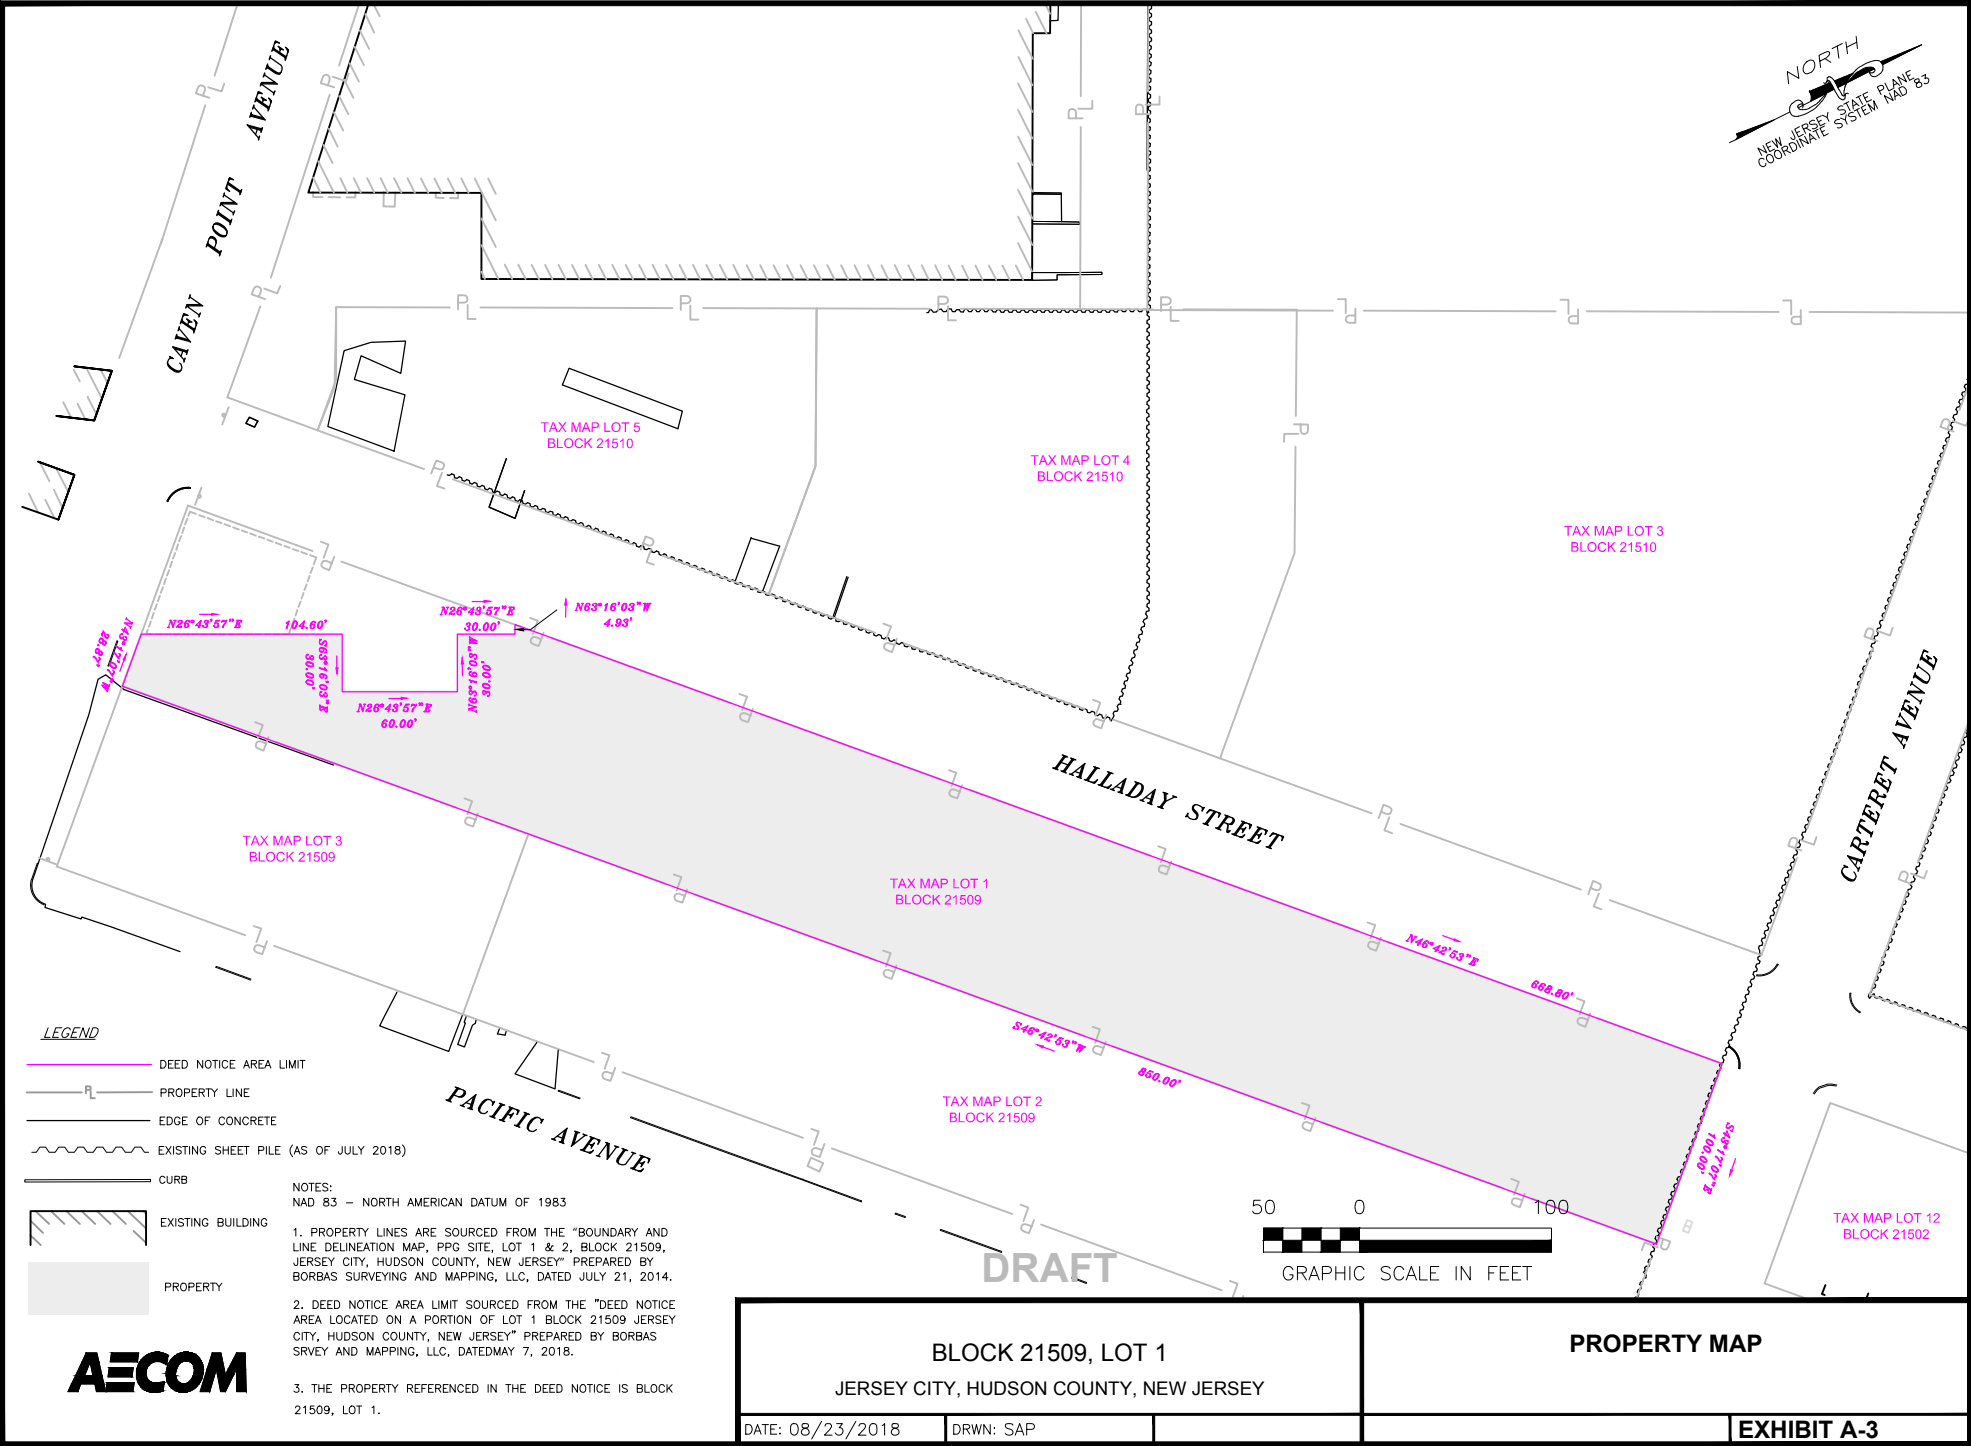 CAVEN POINT AVENUE
NORTH
NEW JERSEY STATE PLANE
COORDINATE SYSTEM NAD 83
TAX MAP LOT 5
BLOCK 21510
TAX MAP LOT 4
BLOCK 21510
TAX MAP LOT 3
BLOCK 21510
N43°17'07"W
28.87'
N26°43'57"E
104.60'
S63°16'03"E
30.00'
N26°43'57"E
60.00'
N63°16'03"W
30.00'
N26°43'57"E
30.00'
N63°16'03"W
4.93'
HALLADAY STREET
CARTERET AVENUE
TAX MAP LOT 3
BLOCK 21509
TAX MAP LOT 1
BLOCK 21509
N46°42'53"E
668.80'
S46°42'53"W
850.00'
S43°17'07"E
100.00'
TAX MAP LOT 2
BLOCK 21509
TAX MAP LOT 12
BLOCK 21502
PACIFIC AVENUE
LEGEND
DEED NOTICE AREA LIMIT
PL PROPERTY LINE
EDGE OF CONCRETE
EXISTING SHEET PILE (AS OF JULY 2018)
CURB
EXISTING BUILDING
PROPERTY
AECOM
NOTES:
NAD 83 – NORTH AMERICAN DATUM OF 1983
1. PROPERTY LINES ARE SOURCED FROM THE "BOUNDARY AND
LINE DELINEATION MAP, PPG SITE, LOT 1 & 2, BLOCK 21509,
JERSEY CITY, HUDSON COUNTY, NEW JERSEY" PREPARED BY
BORBAS SURVEYING AND MAPPING, LLC, DATED JULY 21, 2014.
2. DEED NOTICE AREA LIMIT SOURCED FROM THE "DEED NOTICE
AREA LOCATED ON A PORTION OF LOT 1 BLOCK 21509 JERSEY
CITY, HUDSON COUNTY, NEW JERSEY" PREPARED BY BORBAS
SRVEY AND MAPPING, LLC, DATEDMAY 7, 2018.
3. THE PROPERTY REFERENCED IN THE DEED NOTICE IS BLOCK
21509, LOT 1.
50 0 100
GRAPHIC SCALE IN FEET
DRAFT
BLOCK 21509, LOT 1
JERSEY CITY, HUDSON COUNTY, NEW JERSEY
PROPERTY MAP
DATE: 08/23/2018
DRWN: SAP
EXHIBIT A-3